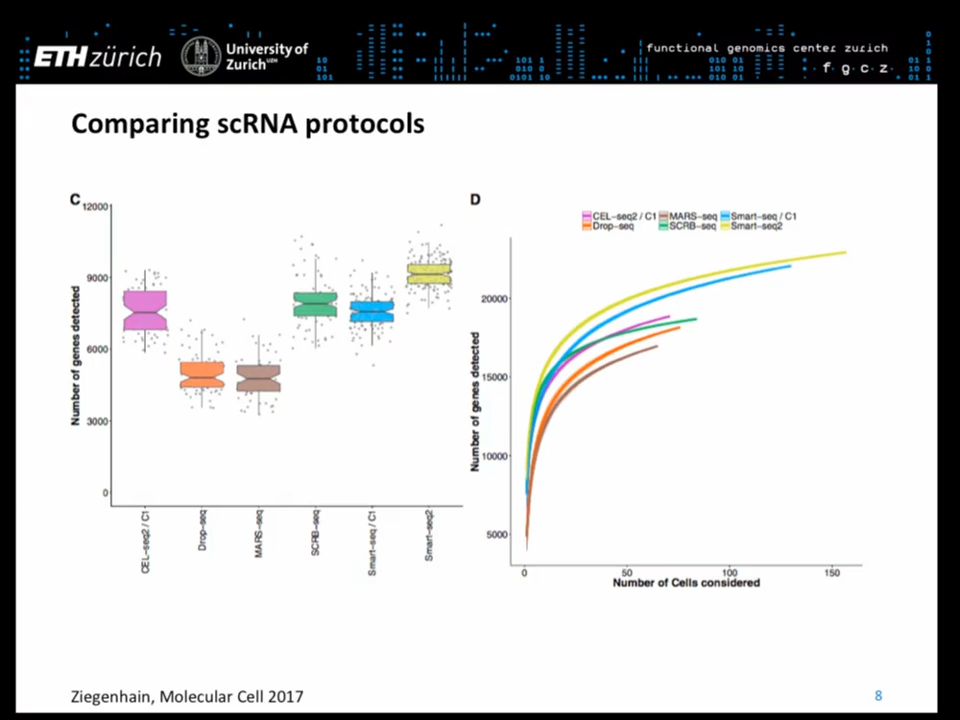 ETH zürich
University of
Zurich UZH
functional genomics center zurich
f g c z
Comparing scRNA protocols
C
12000
9000
6000
3000
0
Number of genes detected
CEL-seq2 / C1
Drop-seq
MARS-seq
SCRB-seq
Smart-seq / C1
Smart-seq2
D
CEL-seq2 / C1 MARS-seq Smart-seq / C1
Drop-seq SCRB-seq Smart-seq2
20000
15000
10000
5000
Number of genes detected
0 50 100 150
Number of Cells considered
Ziegenhain, Molecular Cell 2017
8